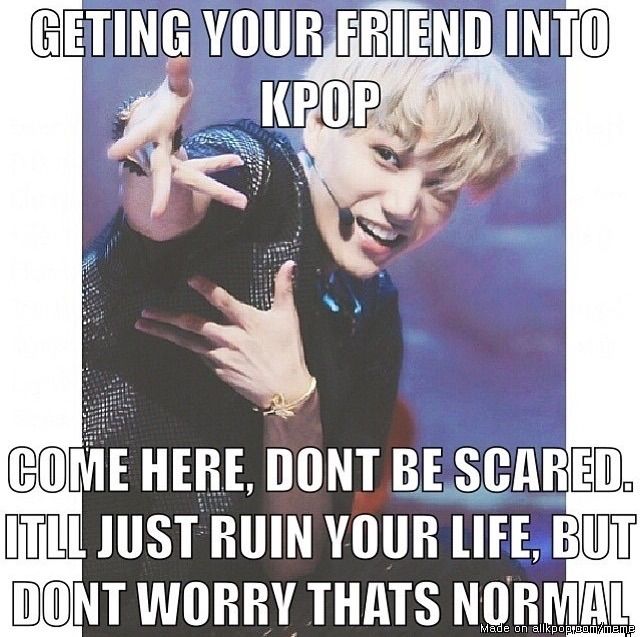 GETING YOUR FRIEND INTO
KPOP
COME HERE, DONT BE SCARED.
ITLL JUST RUIN YOUR LIFE, BUT
DONT WORRY THATS NORMAL
Made on allkpop.com/meme